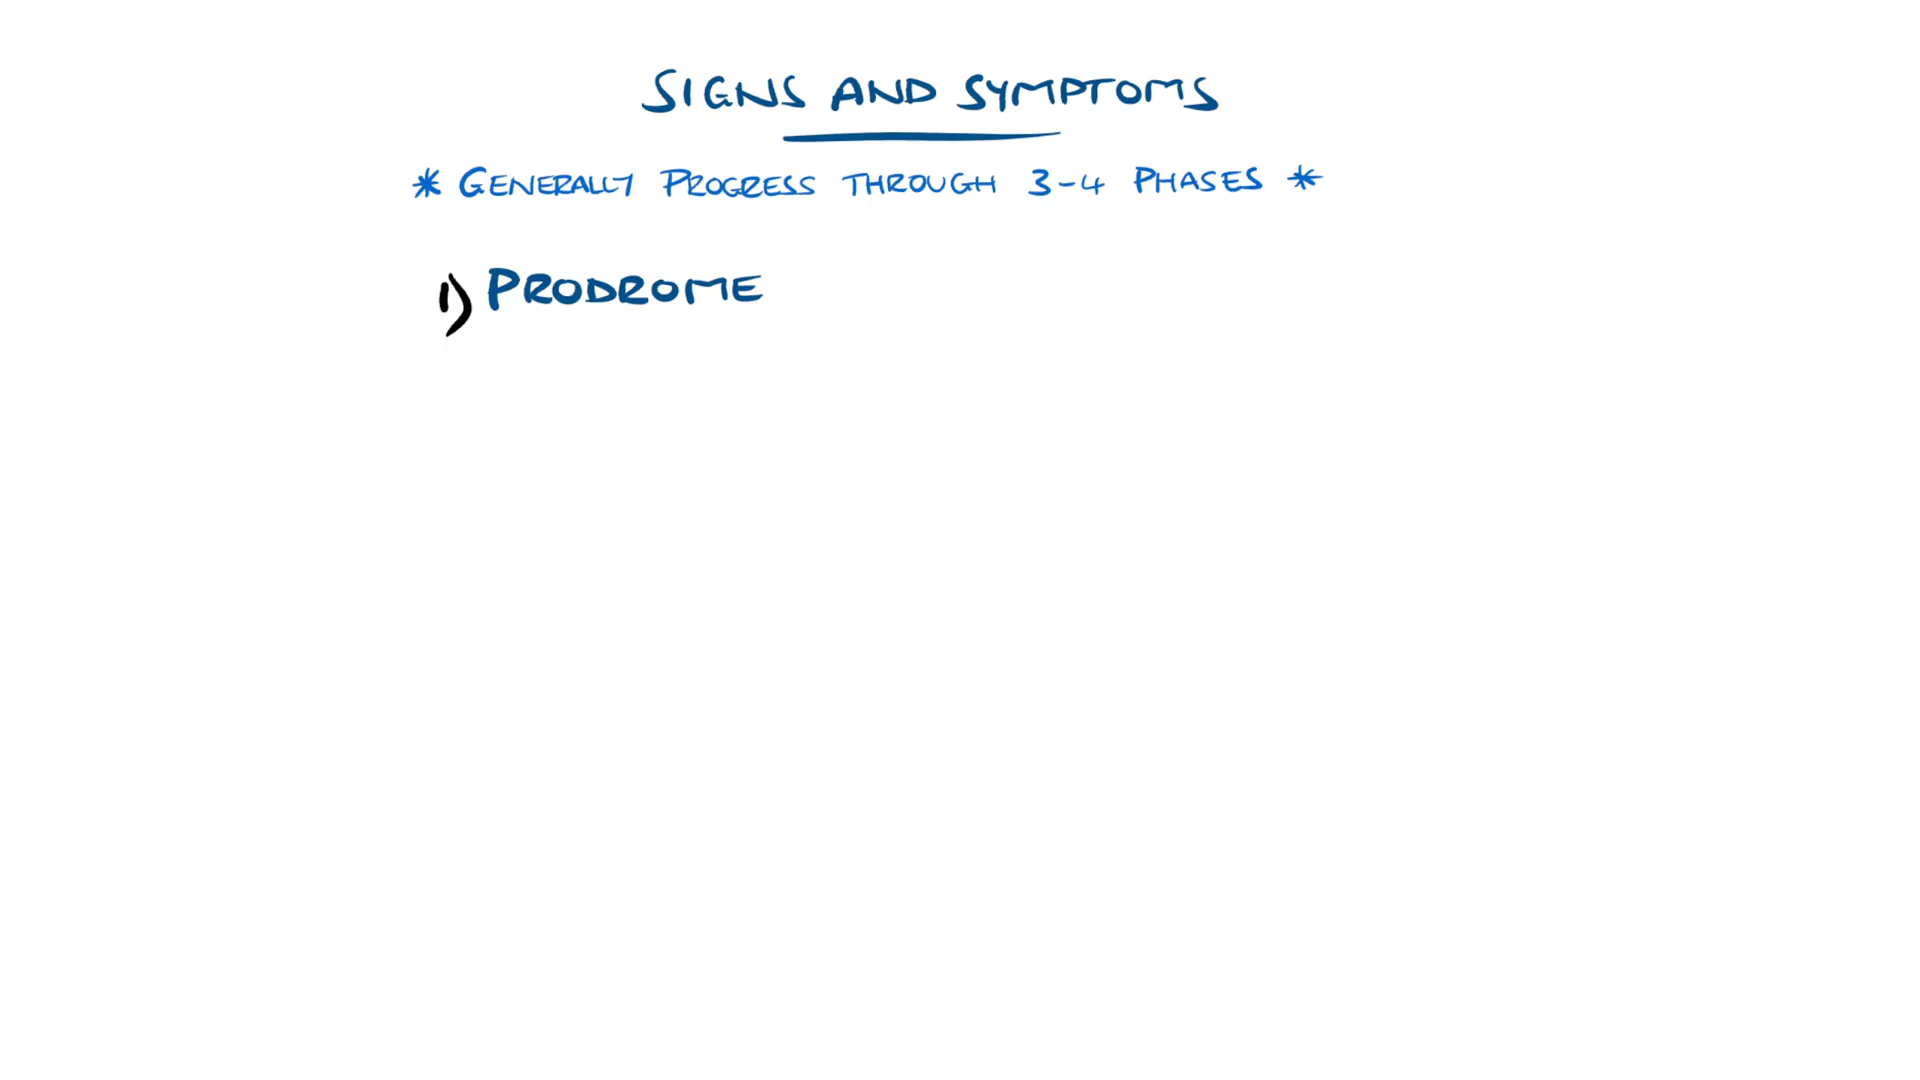 SIGNS AND SYMPTOMS
* GENERALLY PROGRESS THROUGH 3-4 PHASES *
1) PRODROME